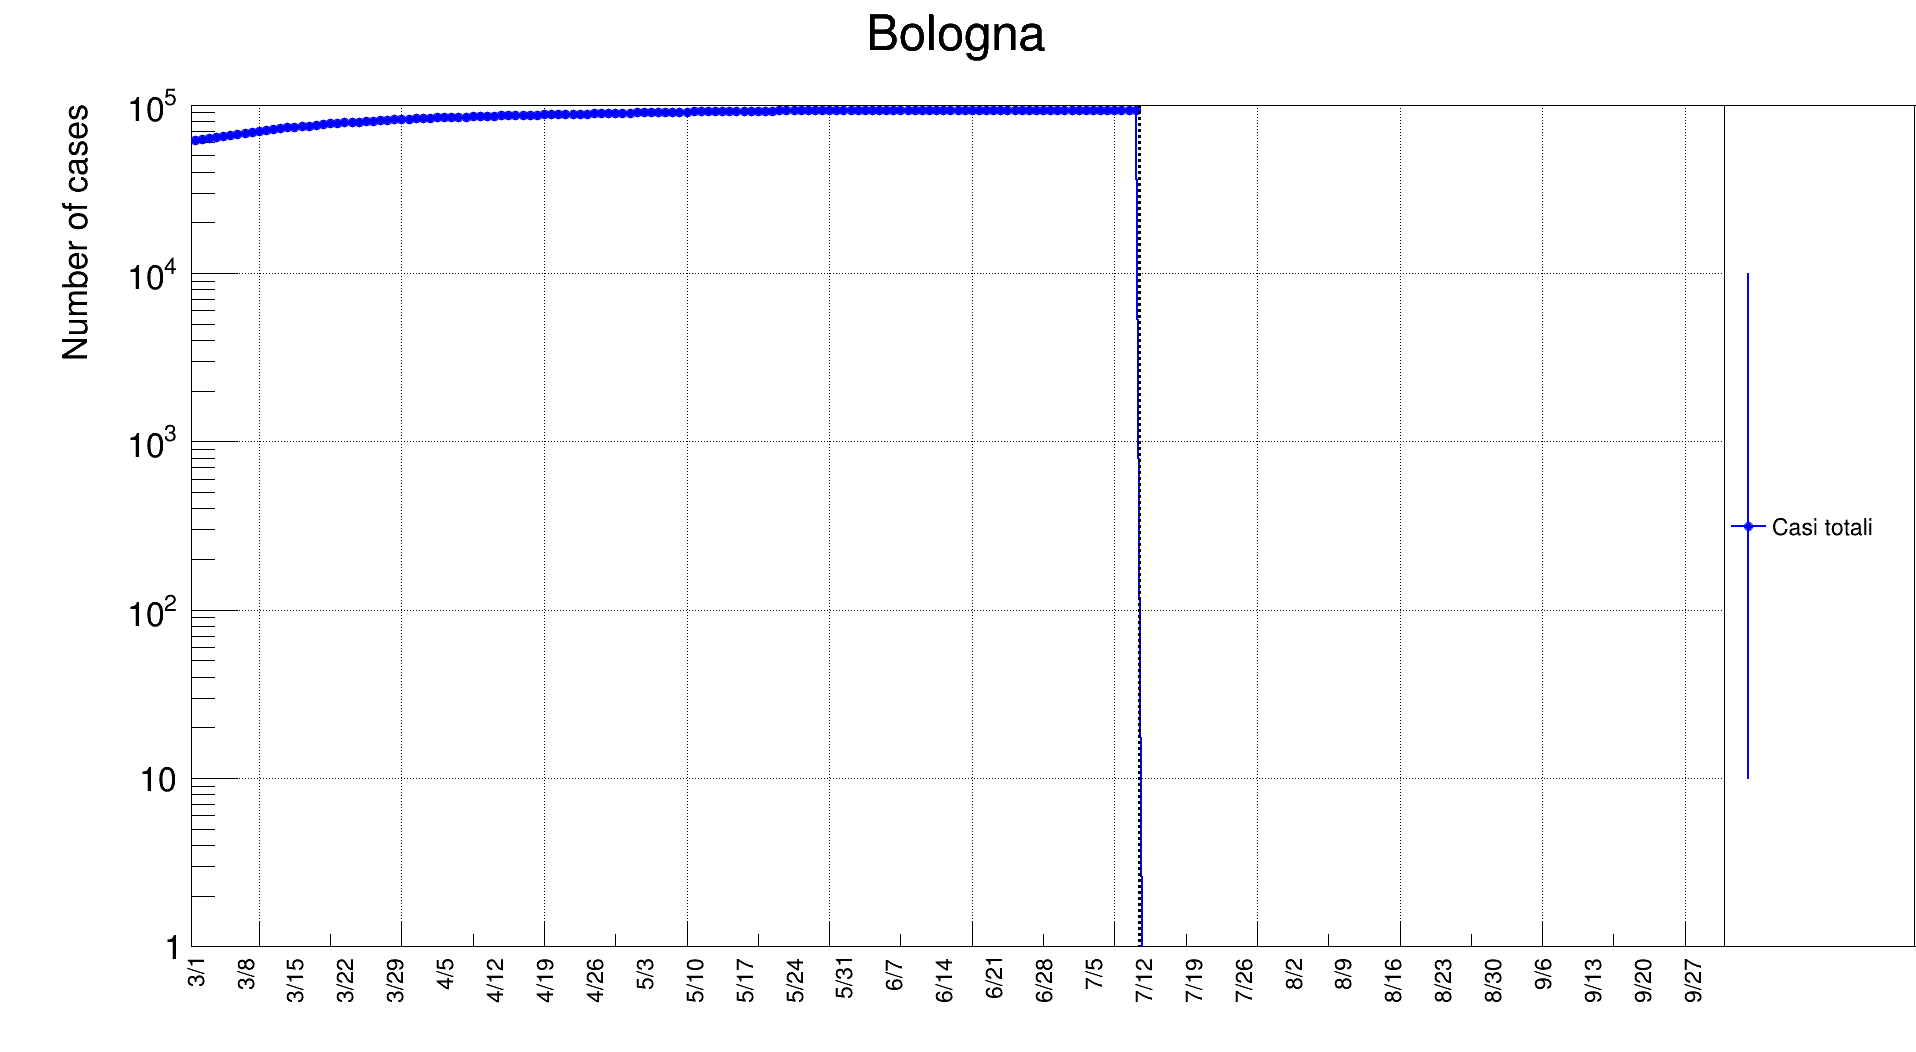 Bologna
Number of cases
10^5
10^4
10^3
10^2
10
1
3/1 3/8 3/15 3/22 3/29 4/5 4/12 4/19 4/26 5/3 5/10 5/17 5/24 5/31 6/7 6/14 6/21 6/28 7/5 7/12 7/19 7/26 8/2 8/9 8/16 8/23 8/30 9/6 9/13 9/20 9/27
Casi totali